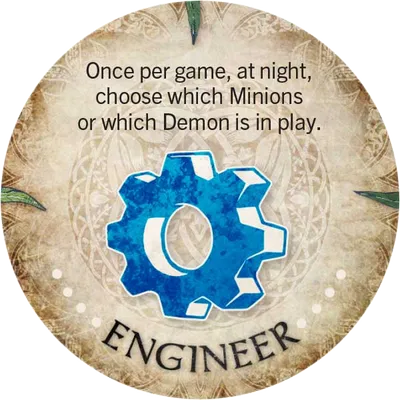 Once per game, at night,
choose which Minions
or which Demon is in play.
ENGINEER